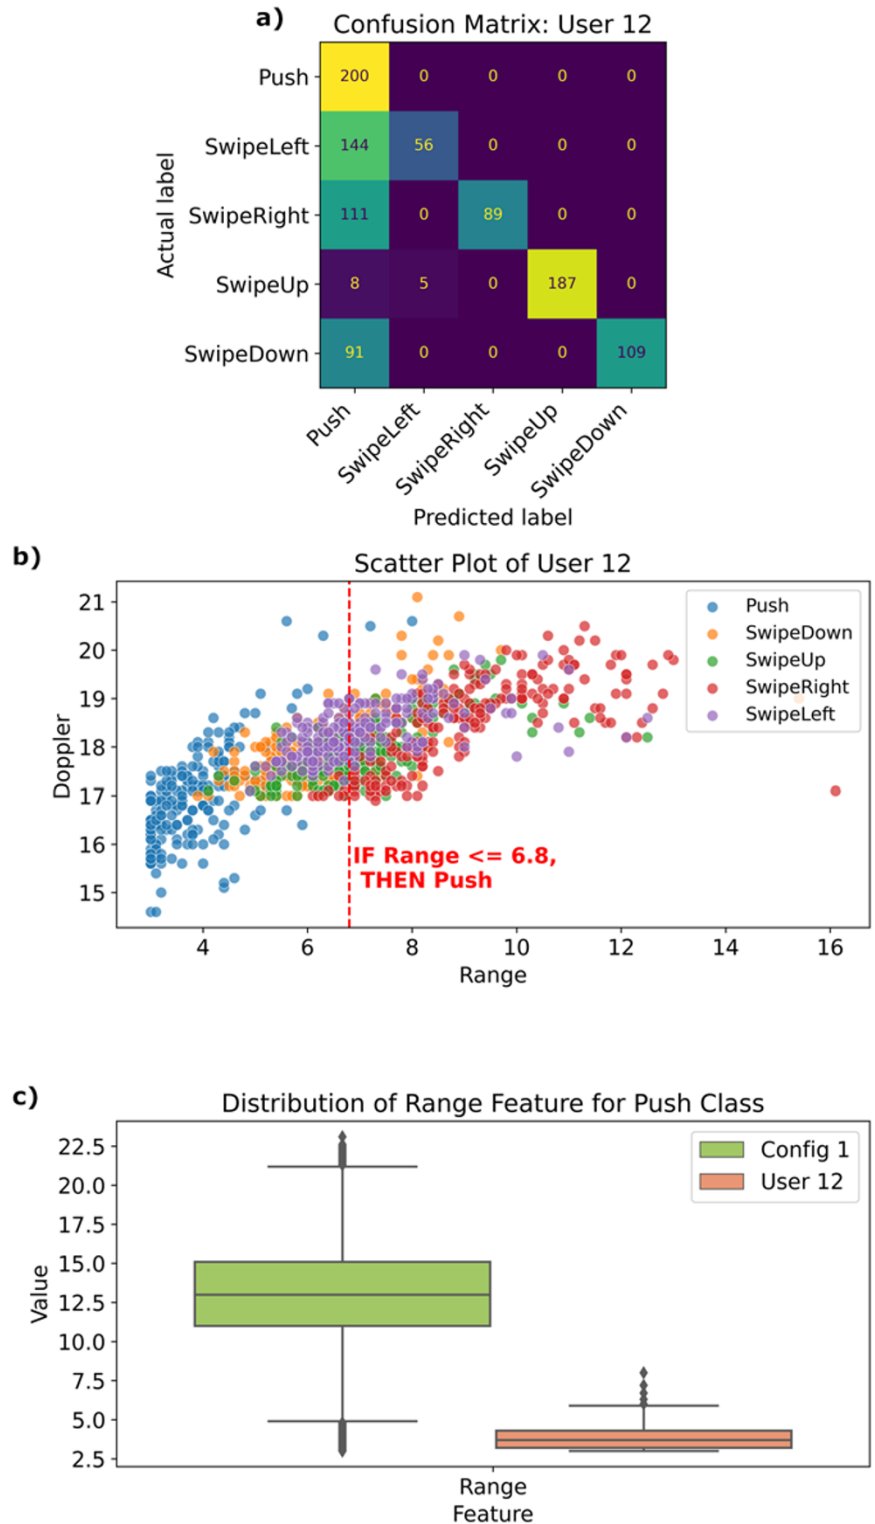 a)
Confusion Matrix: User 12
Actual label
Push 200 0 0 0 0
SwipeLeft 144 56 0 0 0
SwipeRight 111 0 89 0 0
SwipeUp 8 5 0 187 0
SwipeDown 91 0 0 0 109
Push SwipeLeft SwipeRight SwipeUp SwipeDown
Predicted label
b)
Scatter Plot of User 12
Doppler
21
20
19
18
17
16
15
Push
SwipeDown
SwipeUp
SwipeRight
SwipeLeft
IF Range <= 6.8,
THEN Push
4 6 8 10 12 14 16
Range
c)
Distribution of Range Feature for Push Class
Value
22.5
20.0
17.5
15.0
12.5
10.0
7.5
5.0
2.5
Config 1
User 12
Range
Feature